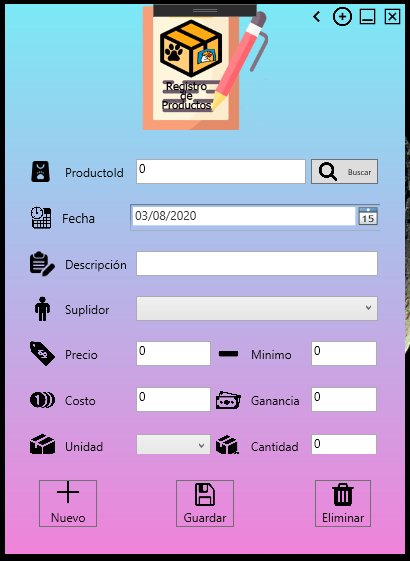 Registro
de
Productos
ProductoId 0 Buscar
Fecha 03/08/2020 15
Descripción
Suplidor
Precio 0 Minimo 0
Costo 0 Ganancia 0
Unidad Cantidad 0
Nuevo Guardar Eliminar